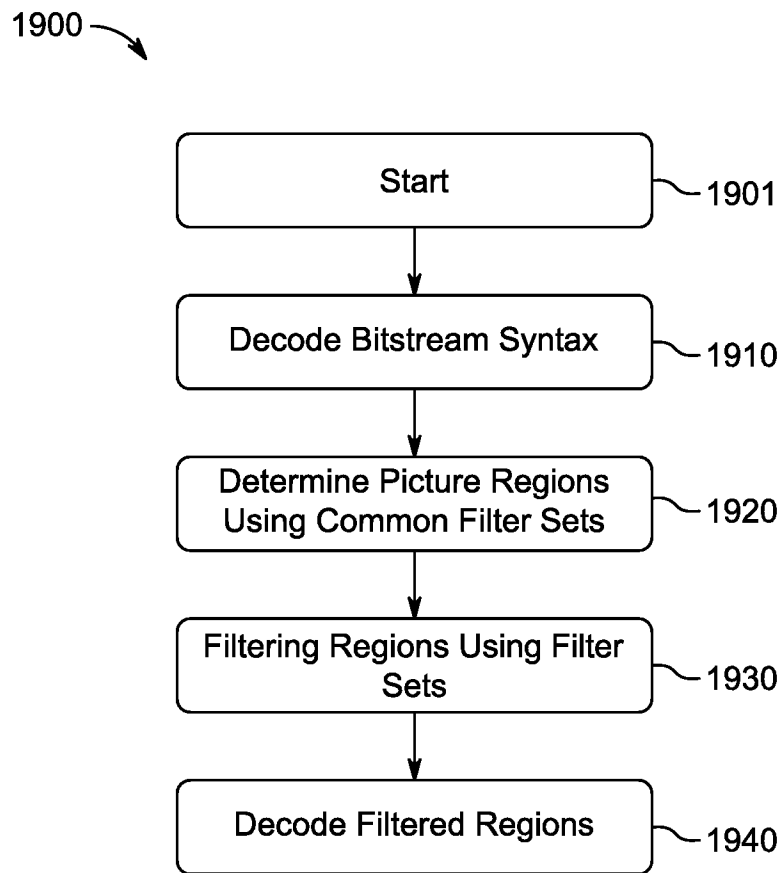 1900
Start
1901
Decode Bitstream Syntax
1910
Determine Picture Regions
Using Common Filter Sets
1920
Filtering Regions Using Filter
Sets
1930
Decode Filtered Regions
1940